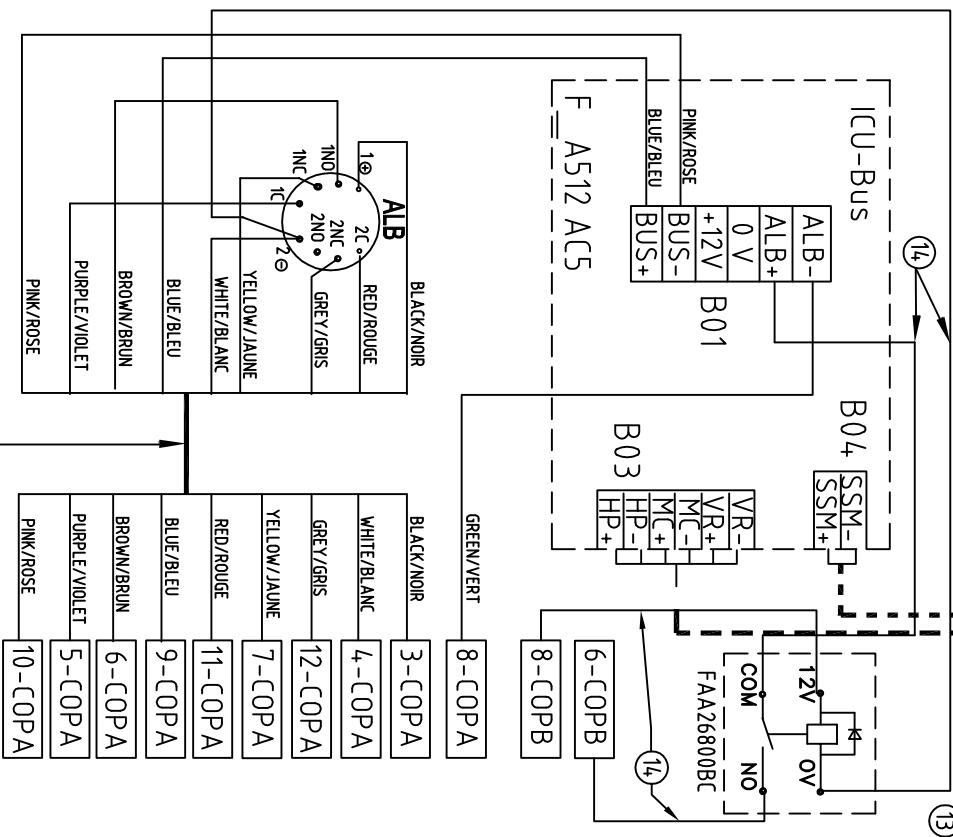 ICU-Bus
F_A512 AC5
PINK/ROSE
BLUE/BLEU
ALB-
ALB+
0 V
+12V
BUS-
BUS+
B01
14
B04
SSM-
SSM+
B03
VR-
VR+
MC-
MC+
HP-
HP+
ALB
1⊕
1NO
1NC
1C
2C
2NC
2NO
2⊖
BLACK/NOIR
RED/ROUGE
GREY/GRIS
YELLOW/JAUNE
WHITE/BLANC
BLUE/BLEU
BROWN/BRUN
PURPLE/VIOLET
PINK/ROSE
GREEN/VERT
BLACK/NOIR
WHITE/BLANC
GREY/GRIS
YELLOW/JAUNE
RED/ROUGE
BLUE/BLEU
BROWN/BRUN
PURPLE/VIOLET
PINK/ROSE
6-COPB
8-COPB
8-COPA
3-COPA
4-COPA
12-COPA
7-COPA
11-COPA
9-COPA
6-COPA
5-COPA
10-COPA
12V
0V
COM
NO
FAA26800BC
14
13